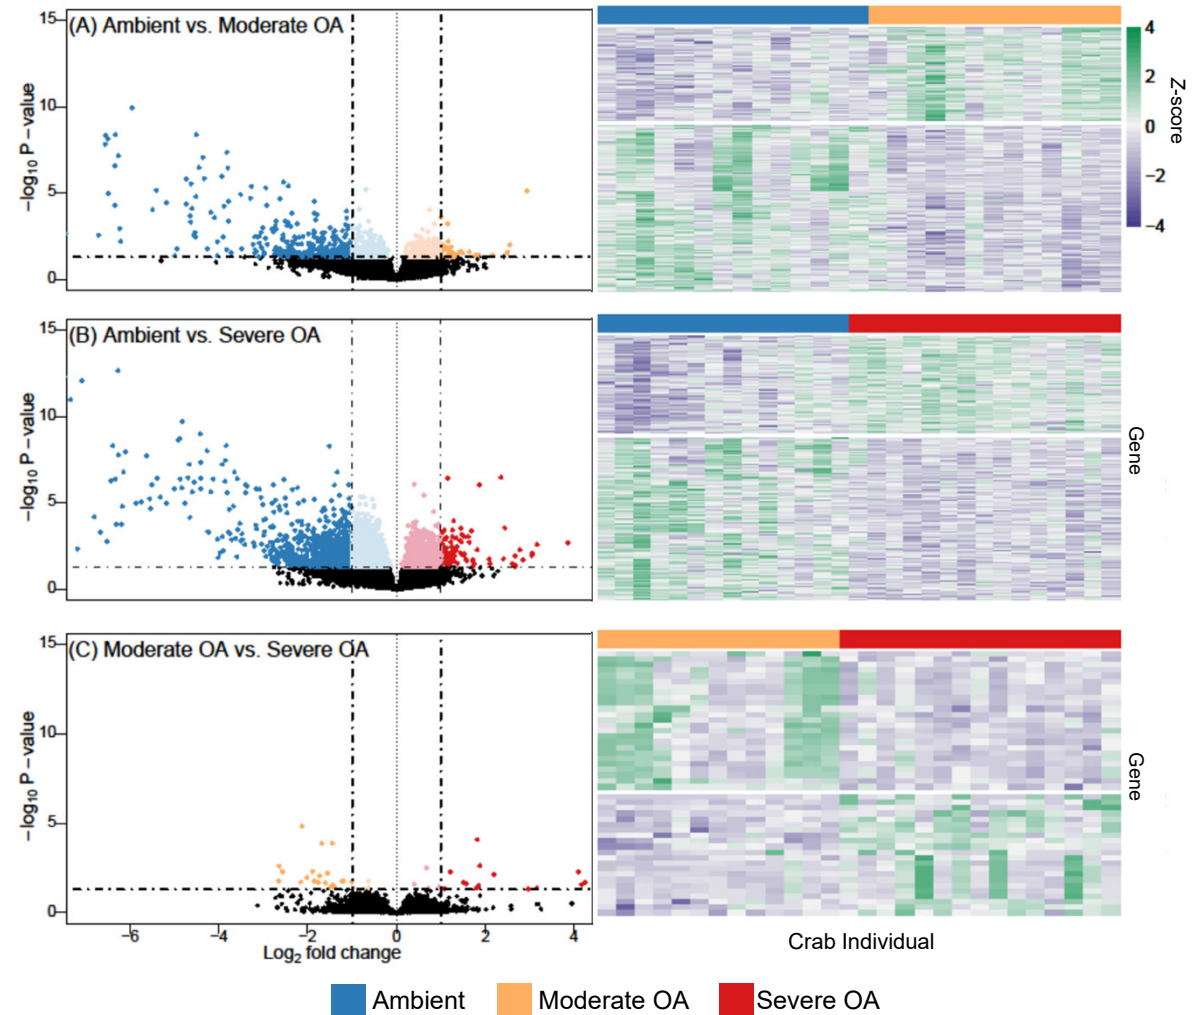 (A) Ambient vs. Moderate OA
15
10
5
0
−log10 P−value
4
2
0
−2
−4
Z-score
(B) Ambient vs. Severe OA
15
10
5
0
−log10 P−value
Gene
(C) Moderate OA vs. Severe OA
15
10
5
0
−log10 P−value
Gene
−6 −4 −2 0 2 4
Log2 fold change
Crab Individual
Ambient Moderate OA Severe OA